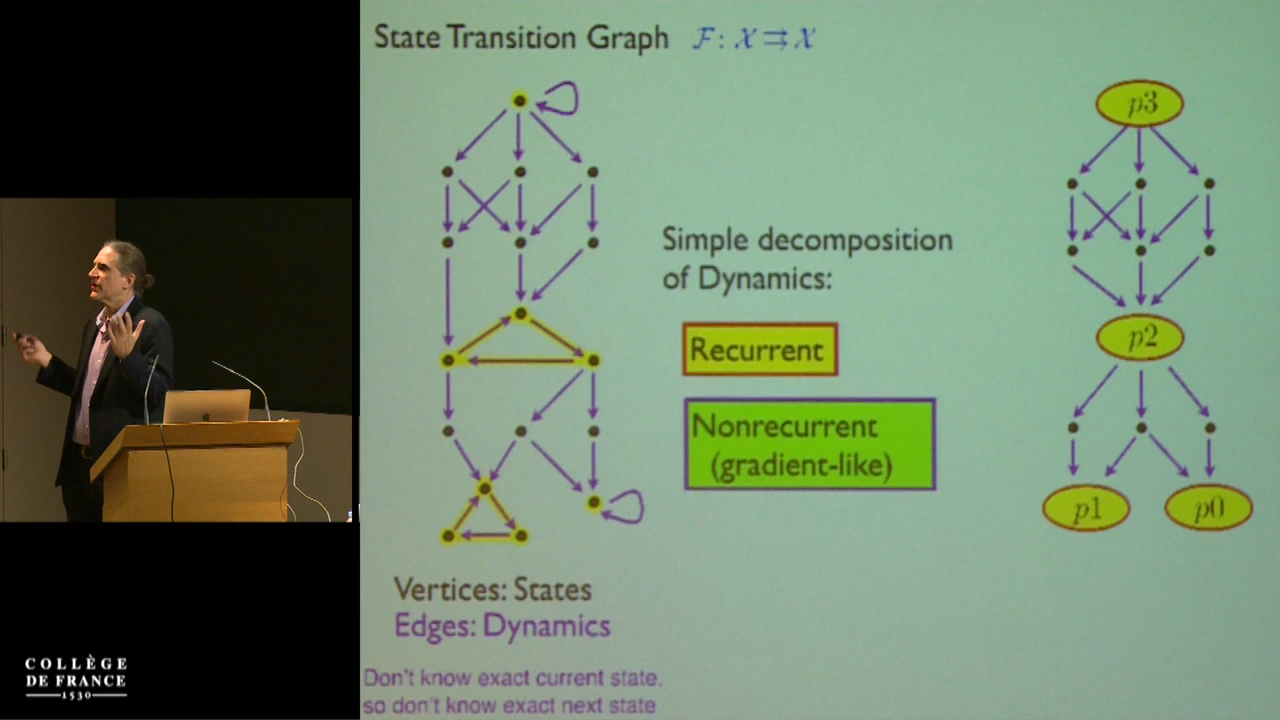 State Transition Graph F: X ⇉ X
p3
Simple decomposition
of Dynamics:
Recurrent
Nonrecurrent
(gradient-like)
p2
p1
p0
Vertices: States
Edges: Dynamics
Don't know exact current state,
so don't know exact next state
COLLÈGE
DE FRANCE
1530